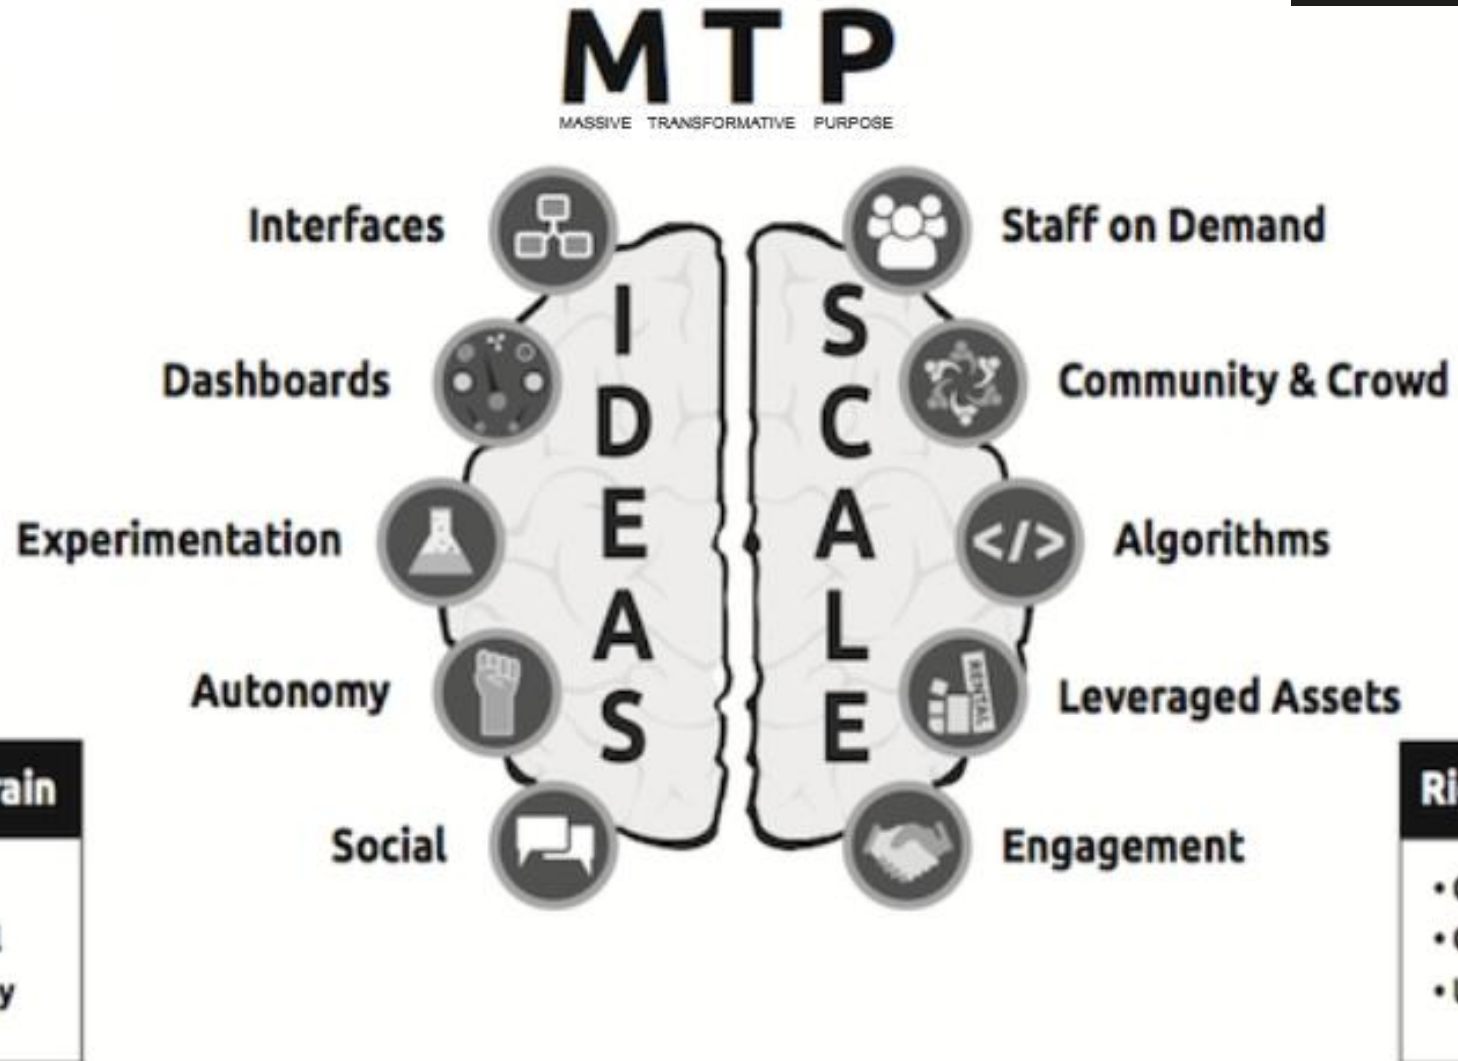 MTP
MASSIVE TRANSFORMATIVE PURPOSE
Interfaces
Dashboards
Experimentation
Autonomy
Social
IDEAS
SCALE
Staff on Demand
Community & Crowd
Algorithms
</>
RENTAL
Leveraged Assets
Engagement